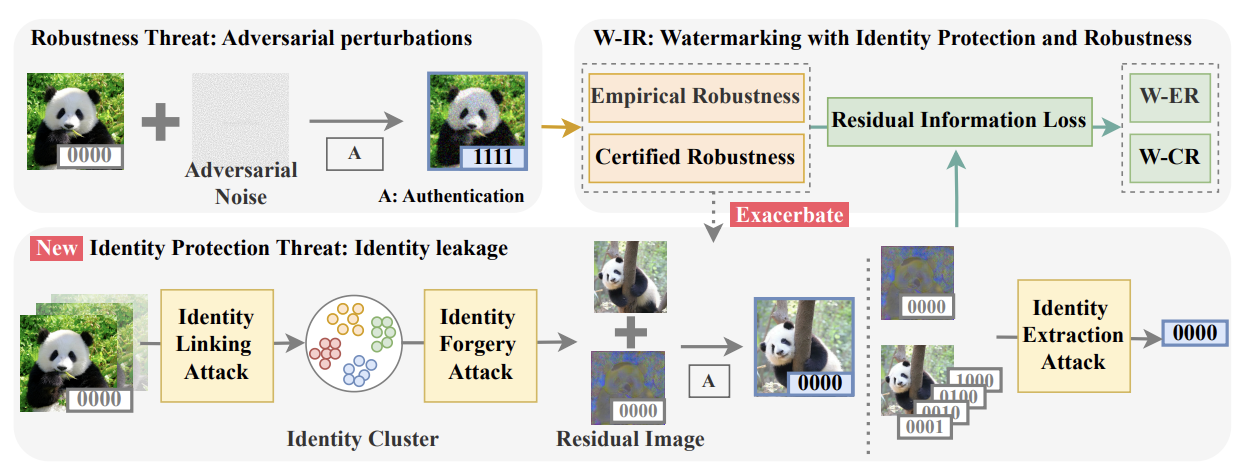 Robustness Threat: Adversarial perturbations
0000
Adversarial
Noise
A
1111
A: Authentication
W-IR: Watermarking with Identity Protection and Robustness
Empirical Robustness
Certified Robustness
Residual Information Loss
W-ER
W-CR
Exacerbate
New Identity Protection Threat: Identity leakage
0000
Identity
Linking
Attack
Identity Cluster
Identity
Forgery
Attack
0000
Residual Image
A
0000
0000
1000
0100
0010
0001
Identity
Extraction
Attack
0000